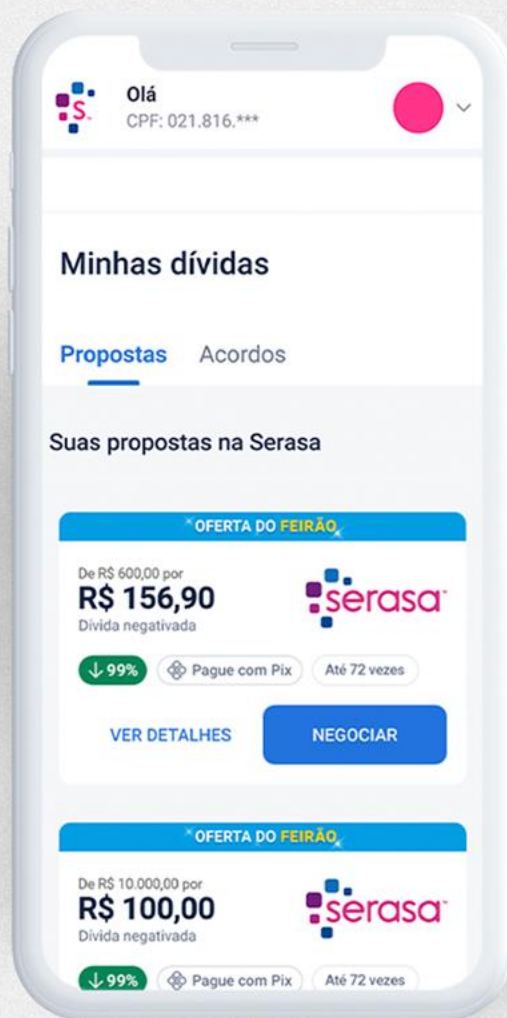 S.
Olá
CPF: 021.816.***
Minhas dívidas
Propostas Acordos
Suas propostas na Serasa
OFERTA DO FEIRÃO
De R$ 600,00 por
R$ 156,90
serasa
Dívida negativada
99% Pague com Pix Até 72 vezes
VER DETALHES NEGOCIAR
OFERTA DO FEIRÃO
De R$ 10.000,00 por
R$ 100,00
serasa
Dívida negativada
99% Pague com Pix Até 72 vezes